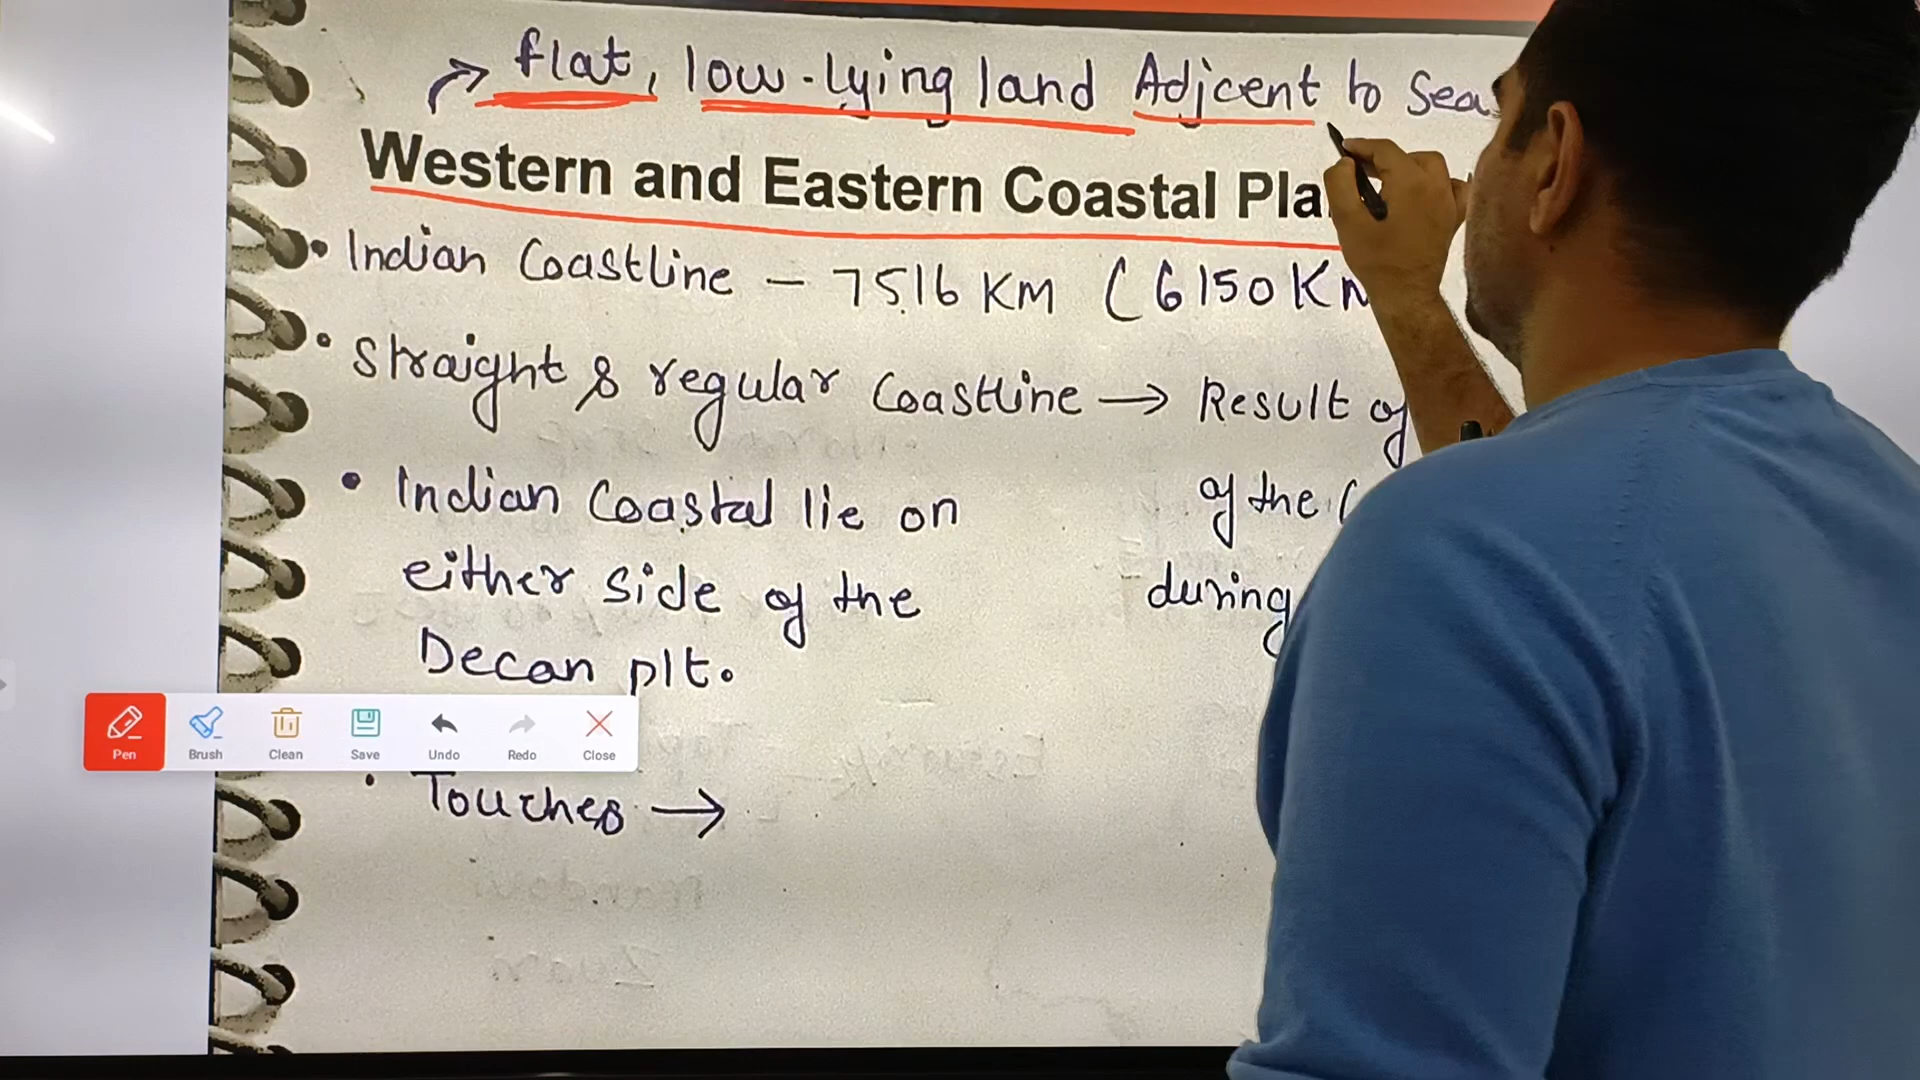 flat, low-lying land Adjcent to Sea
Western and Eastern Coastal
• Indian Coastline – 7516 KM (6150 KM
• Straight & regular Coastline → Result of
• Indian Coastal lie on
of the
either side of the
during
Decan plt.
Pen Brush Clean Save Undo Redo Close
• Touches →